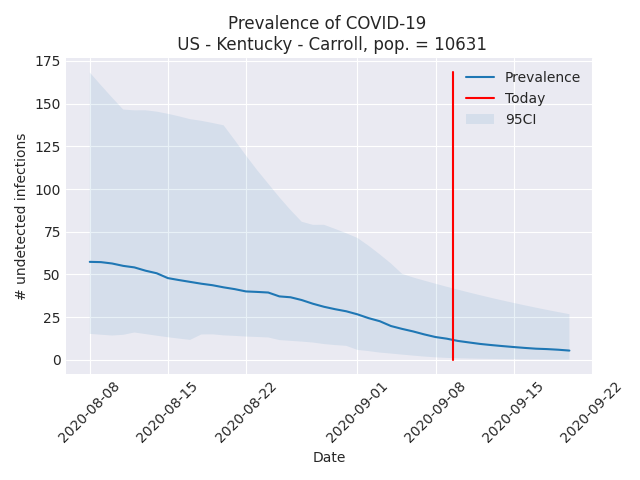 Prevalence of COVID-19
US - Kentucky - Carroll, pop. = 10631
# undetected infections
175
150
125
100
75
50
25
0
Prevalence
Today
95CI
2020-08-08
2020-08-15
2020-08-22
2020-09-01
2020-09-08
2020-09-15
2020-09-22
Date